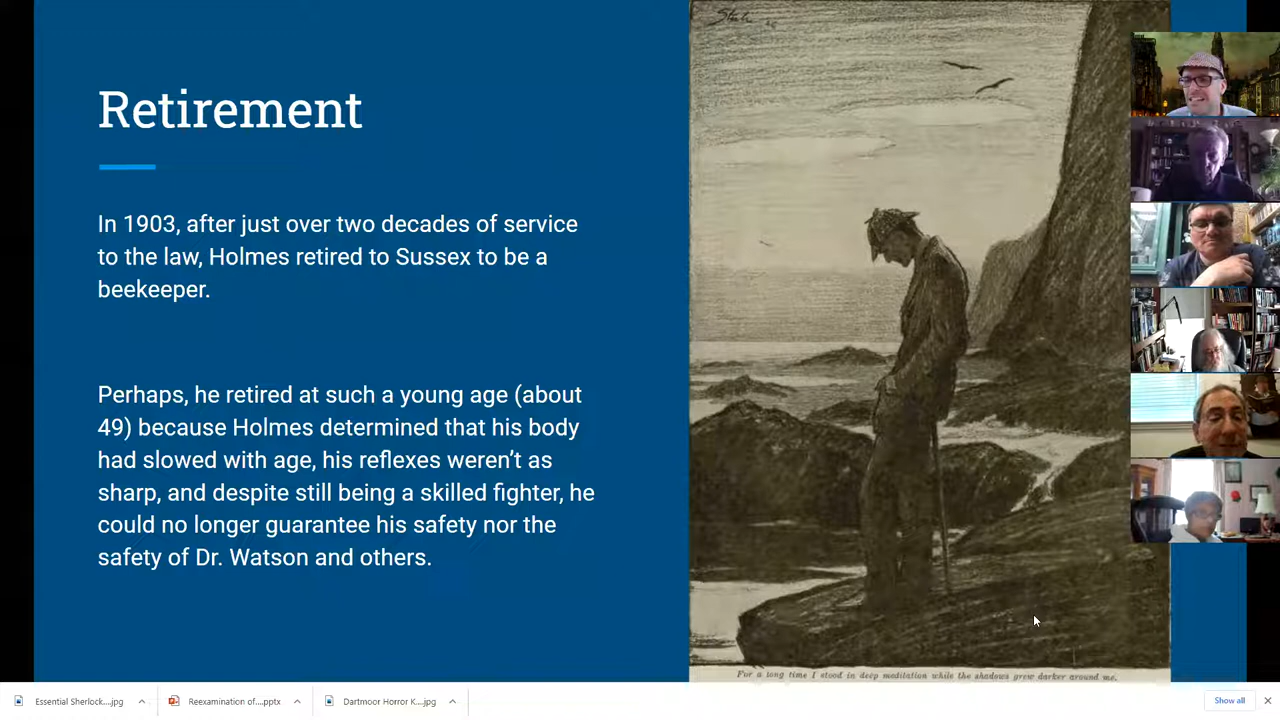 Retirement
In 1903, after just over two decades of service
to the law, Holmes retired to Sussex to be a
beekeeper.
Perhaps, he retired at such a young age (about
49) because Holmes determined that his body
had slowed with age, his reflexes weren't as
sharp, and despite still being a skilled fighter, he
could no longer guarantee his safety nor the
safety of Dr. Watson and others.
For a long time I stood in deep meditation while the shadows grew darker around me.
Essential Sherlock....jpg
Reexamination of....pptx
Dartmoor Horror K....jpg
Show all